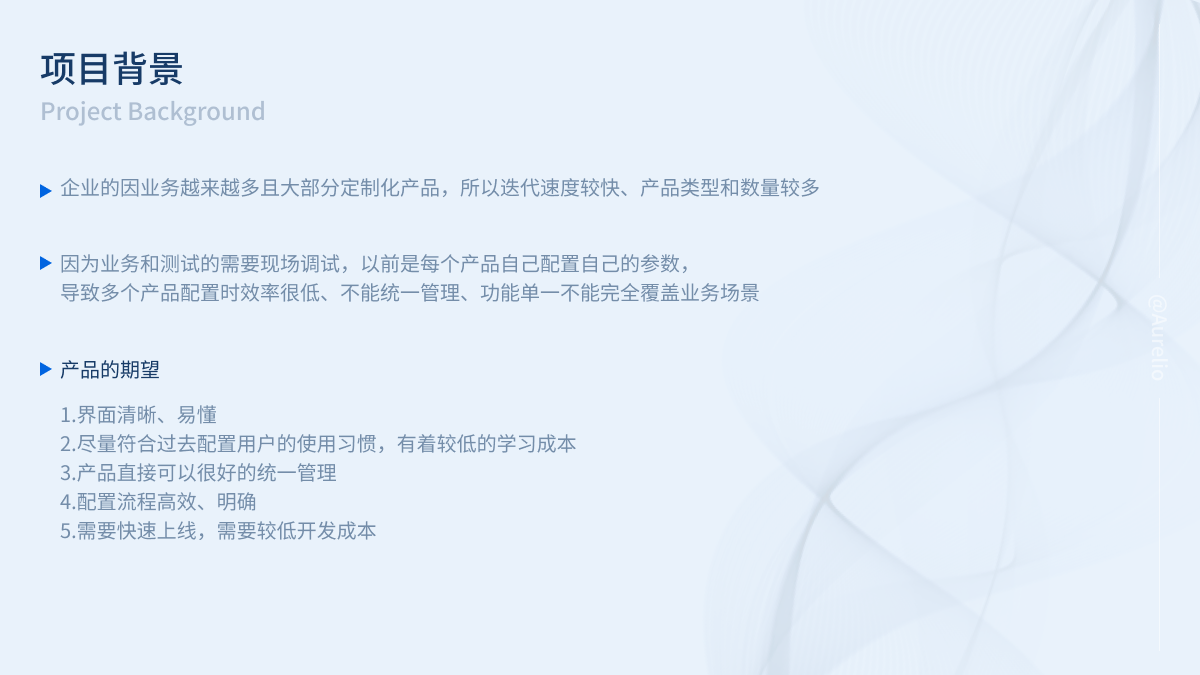 项目背景
Project Background
企业的因业务越来越多且大部分定制化产品，所以迭代速度较快、产品类型和数量较多
因为业务和测试的需要现场调试，以前是每个产品自己配置自己的参数，
导致多个产品配置时效率很低、不能统一管理、功能单一不能完全覆盖业务场景
产品的期望
1.界面清晰、易懂
2.尽量符合过去配置用户的使用习惯，有着较低的学习成本
3.产品直接可以很好的统一管理
4.配置流程高效、明确
5.需要快速上线，需要较低开发成本
@Aurelio